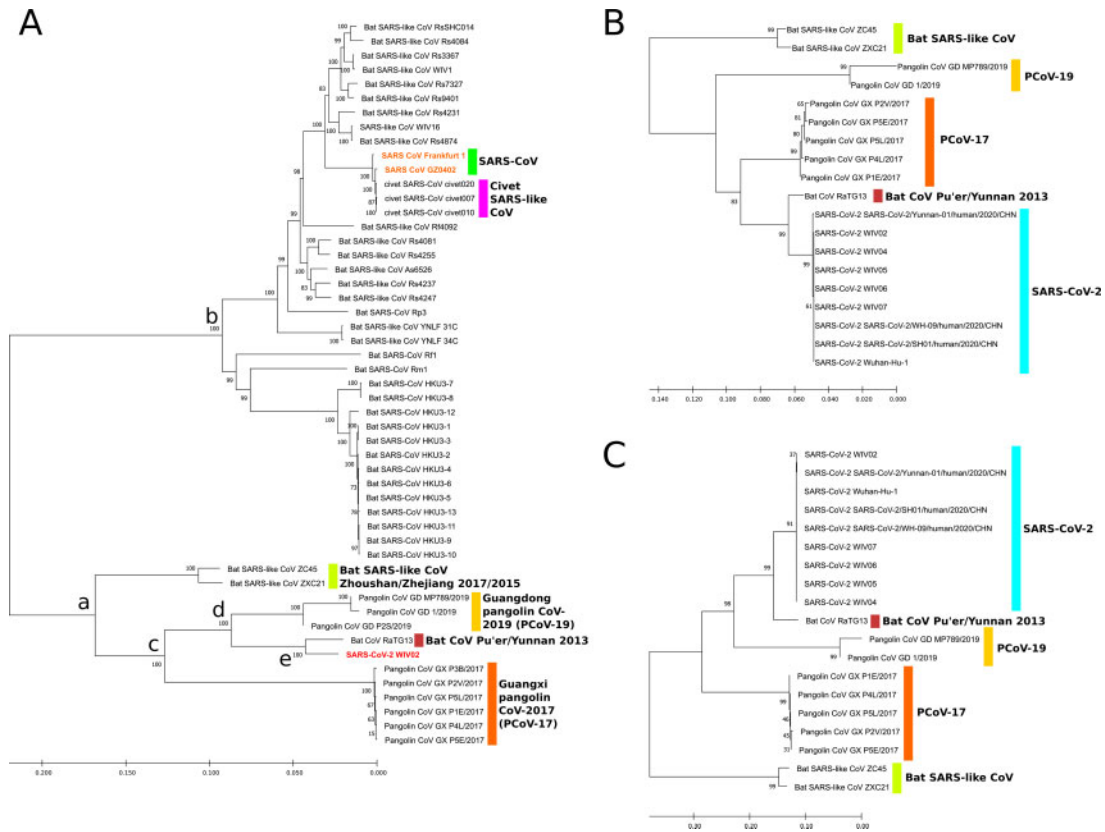 A
Bat SARS-like CoV RsSHC014
Bat SARS-like CoV Rs4084
Bat SARS-like CoV Rs3367
Bat SARS-like CoV WIV1
Bat SARS-like CoV Rs7327
Bat SARS-like CoV Rs9401
Bat SARS-like CoV Rs4231
SARS-like CoV WIV16
Bat SARS-like CoV Rs4874
SARS CoV Frankfurt 1
SARS CoV GZ0402
SARS-CoV
civet SARS-CoV civet020
civet SARS-CoV civet007
civet SARS-CoV civet010
Civet
SARS-like
CoV
Bat SARS-like CoV Rf4092
Bat SARS-like CoV Rs4081
Bat SARS-like CoV Rs4255
Bat SARS-like CoV As6526
Bat SARS-like CoV Rs4237
Bat SARS-like CoV Rs4247
Bat SARS-CoV Rp3
b
Bat SARS-like CoV YNLF 31C
Bat SARS-like CoV YNLF 34C
Bat SARS-CoV Rf1
Bat SARS-CoV Rm1
Bat SARS-CoV HKU3-7
Bat SARS-CoV HKU3-8
Bat SARS-CoV HKU3-12
Bat SARS-CoV HKU3-1
Bat SARS-CoV HKU3-3
Bat SARS-CoV HKU3-2
Bat SARS-CoV HKU3-4
Bat SARS-CoV HKU3-6
Bat SARS-CoV HKU3-5
Bat SARS-CoV HKU3-13
Bat SARS-CoV HKU3-11
Bat SARS-CoV HKU3-9
Bat SARS-CoV HKU3-10
Bat SARS-like CoV ZC45
Bat SARS-like CoV ZXC21
Bat SARS-like CoV
Zhoushan/Zhejiang 2017/2015
a
d
Pangolin CoV GD MP789/2019
Pangolin CoV GD 1/2019
Pangolin CoV GD P2S/2019
Guangdong
pangolin CoV-
2019 (PCoV-19)
c
Bat CoV RaTG13
Bat CoV Pu'er/Yunnan 2013
e
SARS-CoV-2 WIV02
Pangolin CoV GX P3B/2017
Pangolin CoV GX P2V/2017
Pangolin CoV GX P5L/2017
Pangolin CoV GX P1E/2017
Pangolin CoV GX P4L/2017
Pangolin CoV GX P5E/2017
Guangxi
pangolin
CoV-2017
(PCoV-17)
0.200 0.150 0.100 0.050 0.000
B
Bat SARS-like CoV ZC45
Bat SARS-like CoV ZXC21
Bat SARS-like CoV
Pangolin CoV GD MP789/2019
Pangolin CoV GD 1/2019
PCoV-19
Pangolin CoV GX P2V/2017
Pangolin CoV GX P5E/2017
Pangolin CoV GX P5L/2017
Pangolin CoV GX P4L/2017
Pangolin CoV GX P1E/2017
PCoV-17
Bat CoV RaTG13
Bat CoV Pu'er/Yunnan 2013
SARS-CoV-2 SARS-CoV-2/Yunnan-01/human/2020/CHN
SARS-CoV-2 WIV02
SARS-CoV-2 WIV04
SARS-CoV-2 WIV05
SARS-CoV-2 WIV06
SARS-CoV-2 WIV07
SARS-CoV-2 SARS-CoV-2/WH-09/human/2020/CHN
SARS-CoV-2 SARS-CoV-2/SH01/human/2020/CHN
SARS-CoV-2 Wuhan-Hu-1
SARS-CoV-2
0.140 0.120 0.100 0.080 0.060 0.040 0.020 0.000
C
SARS-CoV-2 WIV02
SARS-CoV-2 SARS-CoV-2/Yunnan-01/human/2020/CHN
SARS-CoV-2 Wuhan-Hu-1
SARS-CoV-2 SARS-CoV-2/SH01/human/2020/CHN
SARS-CoV-2 SARS-CoV-2/WH-09/human/2020/CHN
SARS-CoV-2 WIV07
SARS-CoV-2 WIV06
SARS-CoV-2 WIV05
SARS-CoV-2 WIV04
SARS-CoV-2
Bat CoV RaTG13
Bat CoV Pu'er/Yunnan 2013
Pangolin CoV GD MP789/2019
Pangolin CoV GD 1/2019
PCoV-19
Pangolin CoV GX P1E/2017
Pangolin CoV GX P4L/2017
Pangolin CoV GX P5L/2017
Pangolin CoV GX P2V/2017
Pangolin CoV GX P5E/2017
PCoV-17
Bat SARS-like CoV ZC45
Bat SARS-like CoV ZXC21
Bat SARS-like CoV
0.30 0.20 0.10 0.00